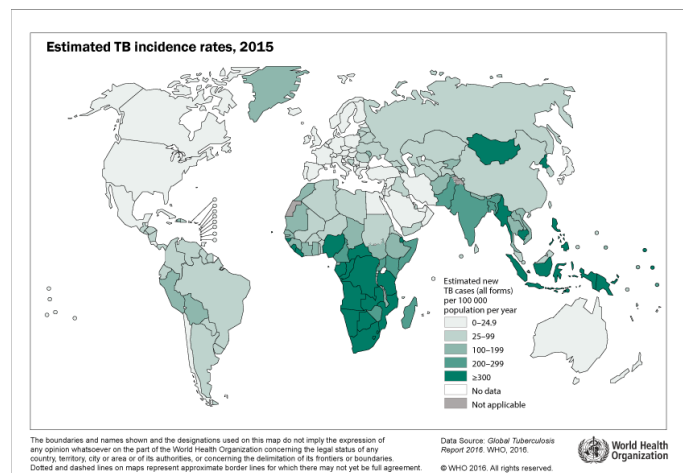 Estimated TB incidence rates, 2015
Estimated new
TB cases (all forms)
per 100 000
population per year
0–24.9
25–99
100–199
200–299
≥300
No data
Not applicable
The boundaries and names shown and the designations used on this map do not imply the expression of
any opinion whatsoever on the part of the World Health Organization concerning the legal status of any
country, territory, city or area or of its authorities, or concerning the delimitation of its frontiers or boundaries.
Dotted and dashed lines on maps represent approximate border lines for which there may not yet be full agreement.
Data Source: Global Tuberculosis
Report 2016. WHO, 2016.
© WHO 2016. All rights reserved.
World Health
Organization